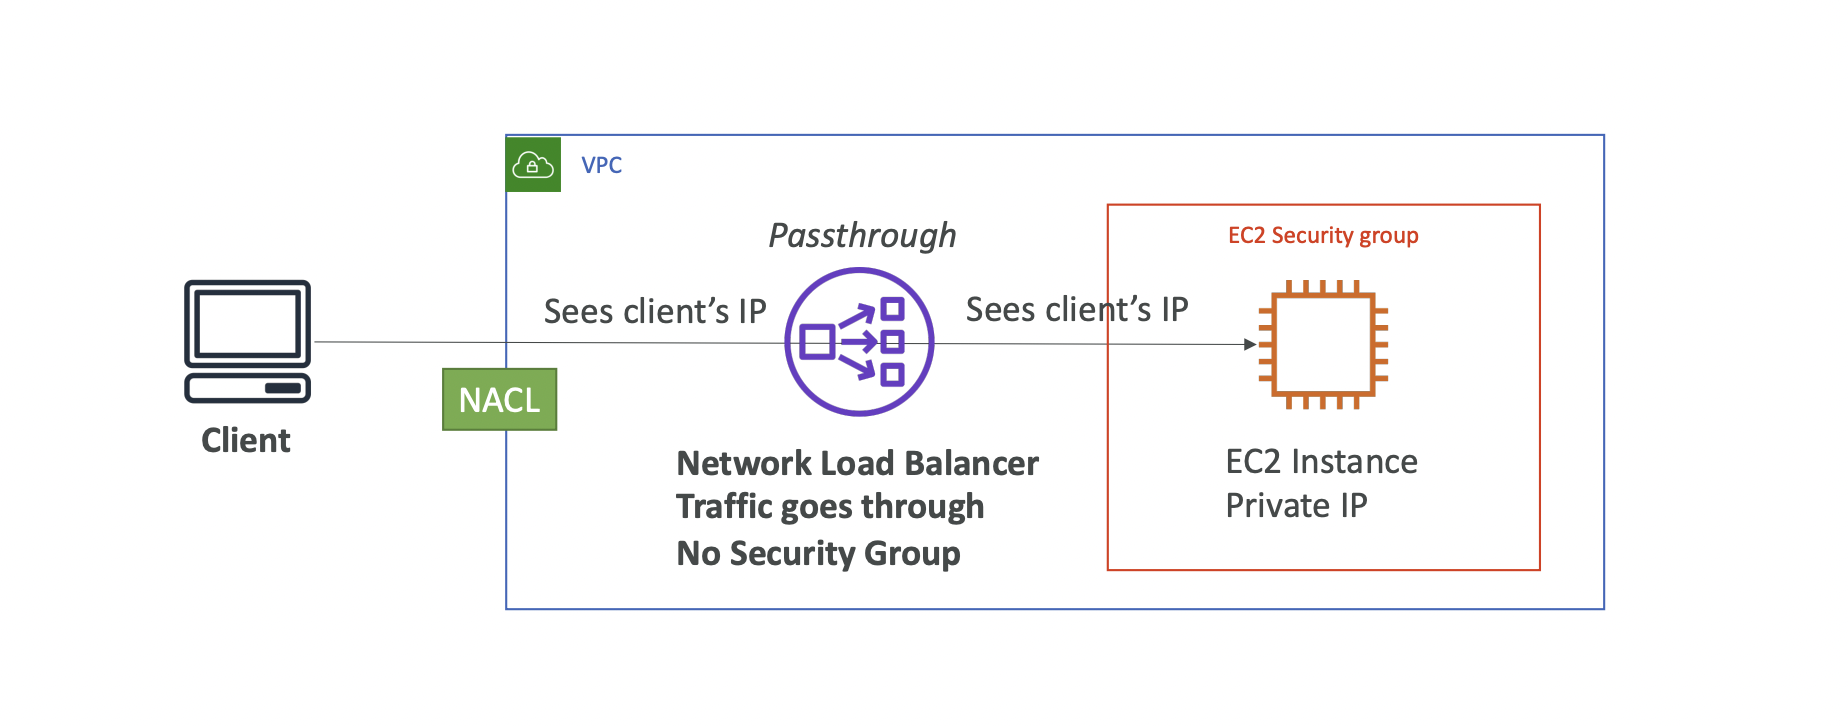 VPC
Passthrough
EC2 Security group
Sees client’s IP
Sees client’s IP
NACL
Client
Network Load Balancer
Traffic goes through
No Security Group
EC2 Instance
Private IP